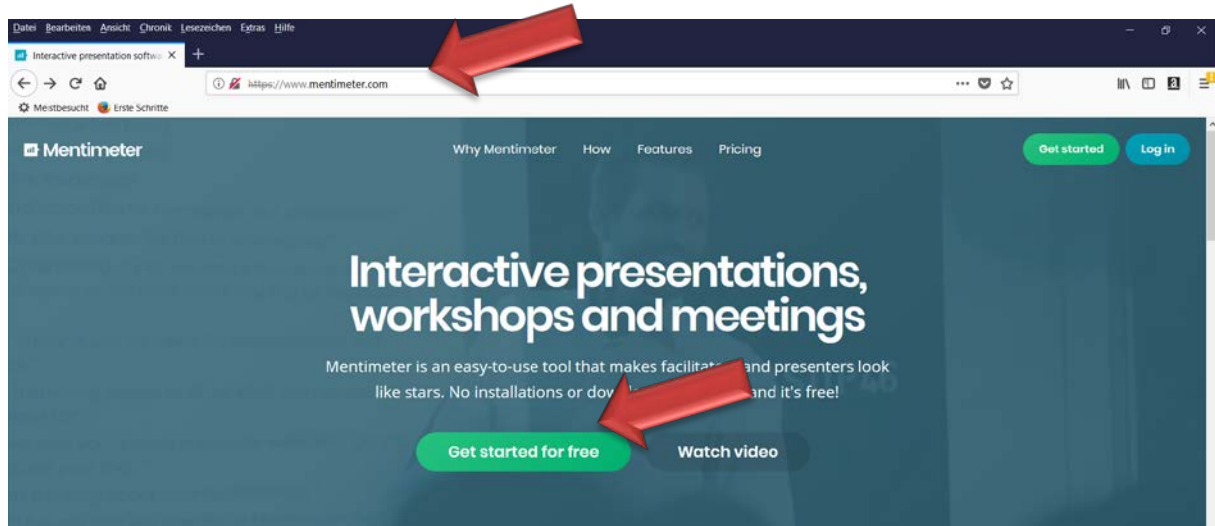 Datei Bearbeiten Ansicht Chronik Lesezeichen Extras Hilfe
Interactive presentation softwa
https://www.mentimeter.com
Meistbesucht Erste Schritte
Mentimeter Why Mentimeter How Features Pricing Get started Log in
Interactive presentations,
workshops and meetings
Mentimeter is an easy-to-use tool that makes and presenters look
like stars. No installations or and it's free!
Get started for free Watch video